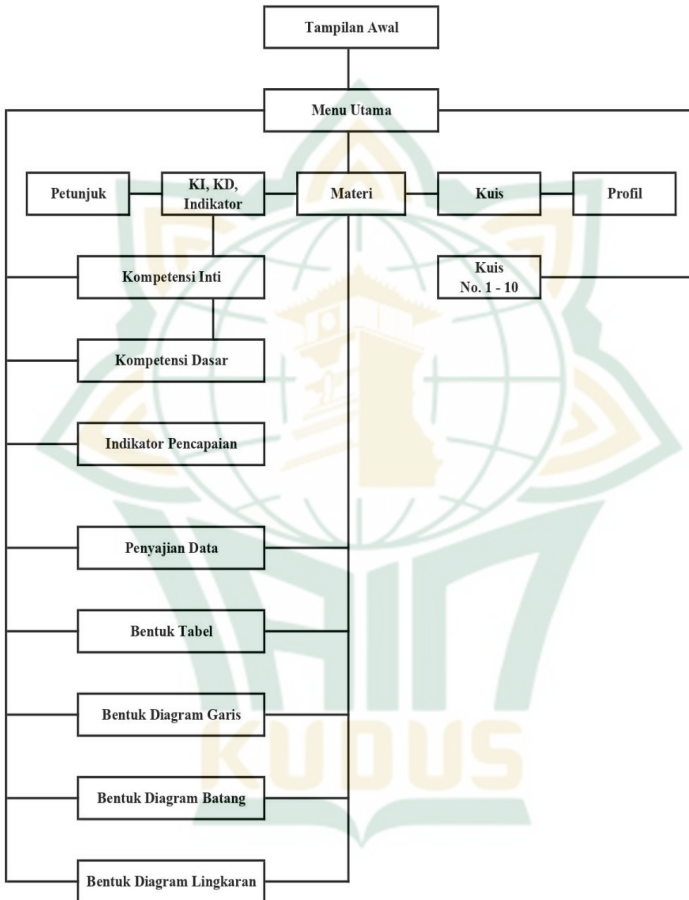 Tampilan Awal
Menu Utama
Petunjuk
KI, KD,
Indikator
Materi
Kuis
Profil
Kompetensi Inti
Kuis
No. 1 - 10
Kompetensi Dasar
Indikator Pencapaian
Penyajian Data
Bentuk Tabel
Bentuk Diagram Garis
Bentuk Diagram Batang
Bentuk Diagram Lingkaran
IAIN
KUDUS